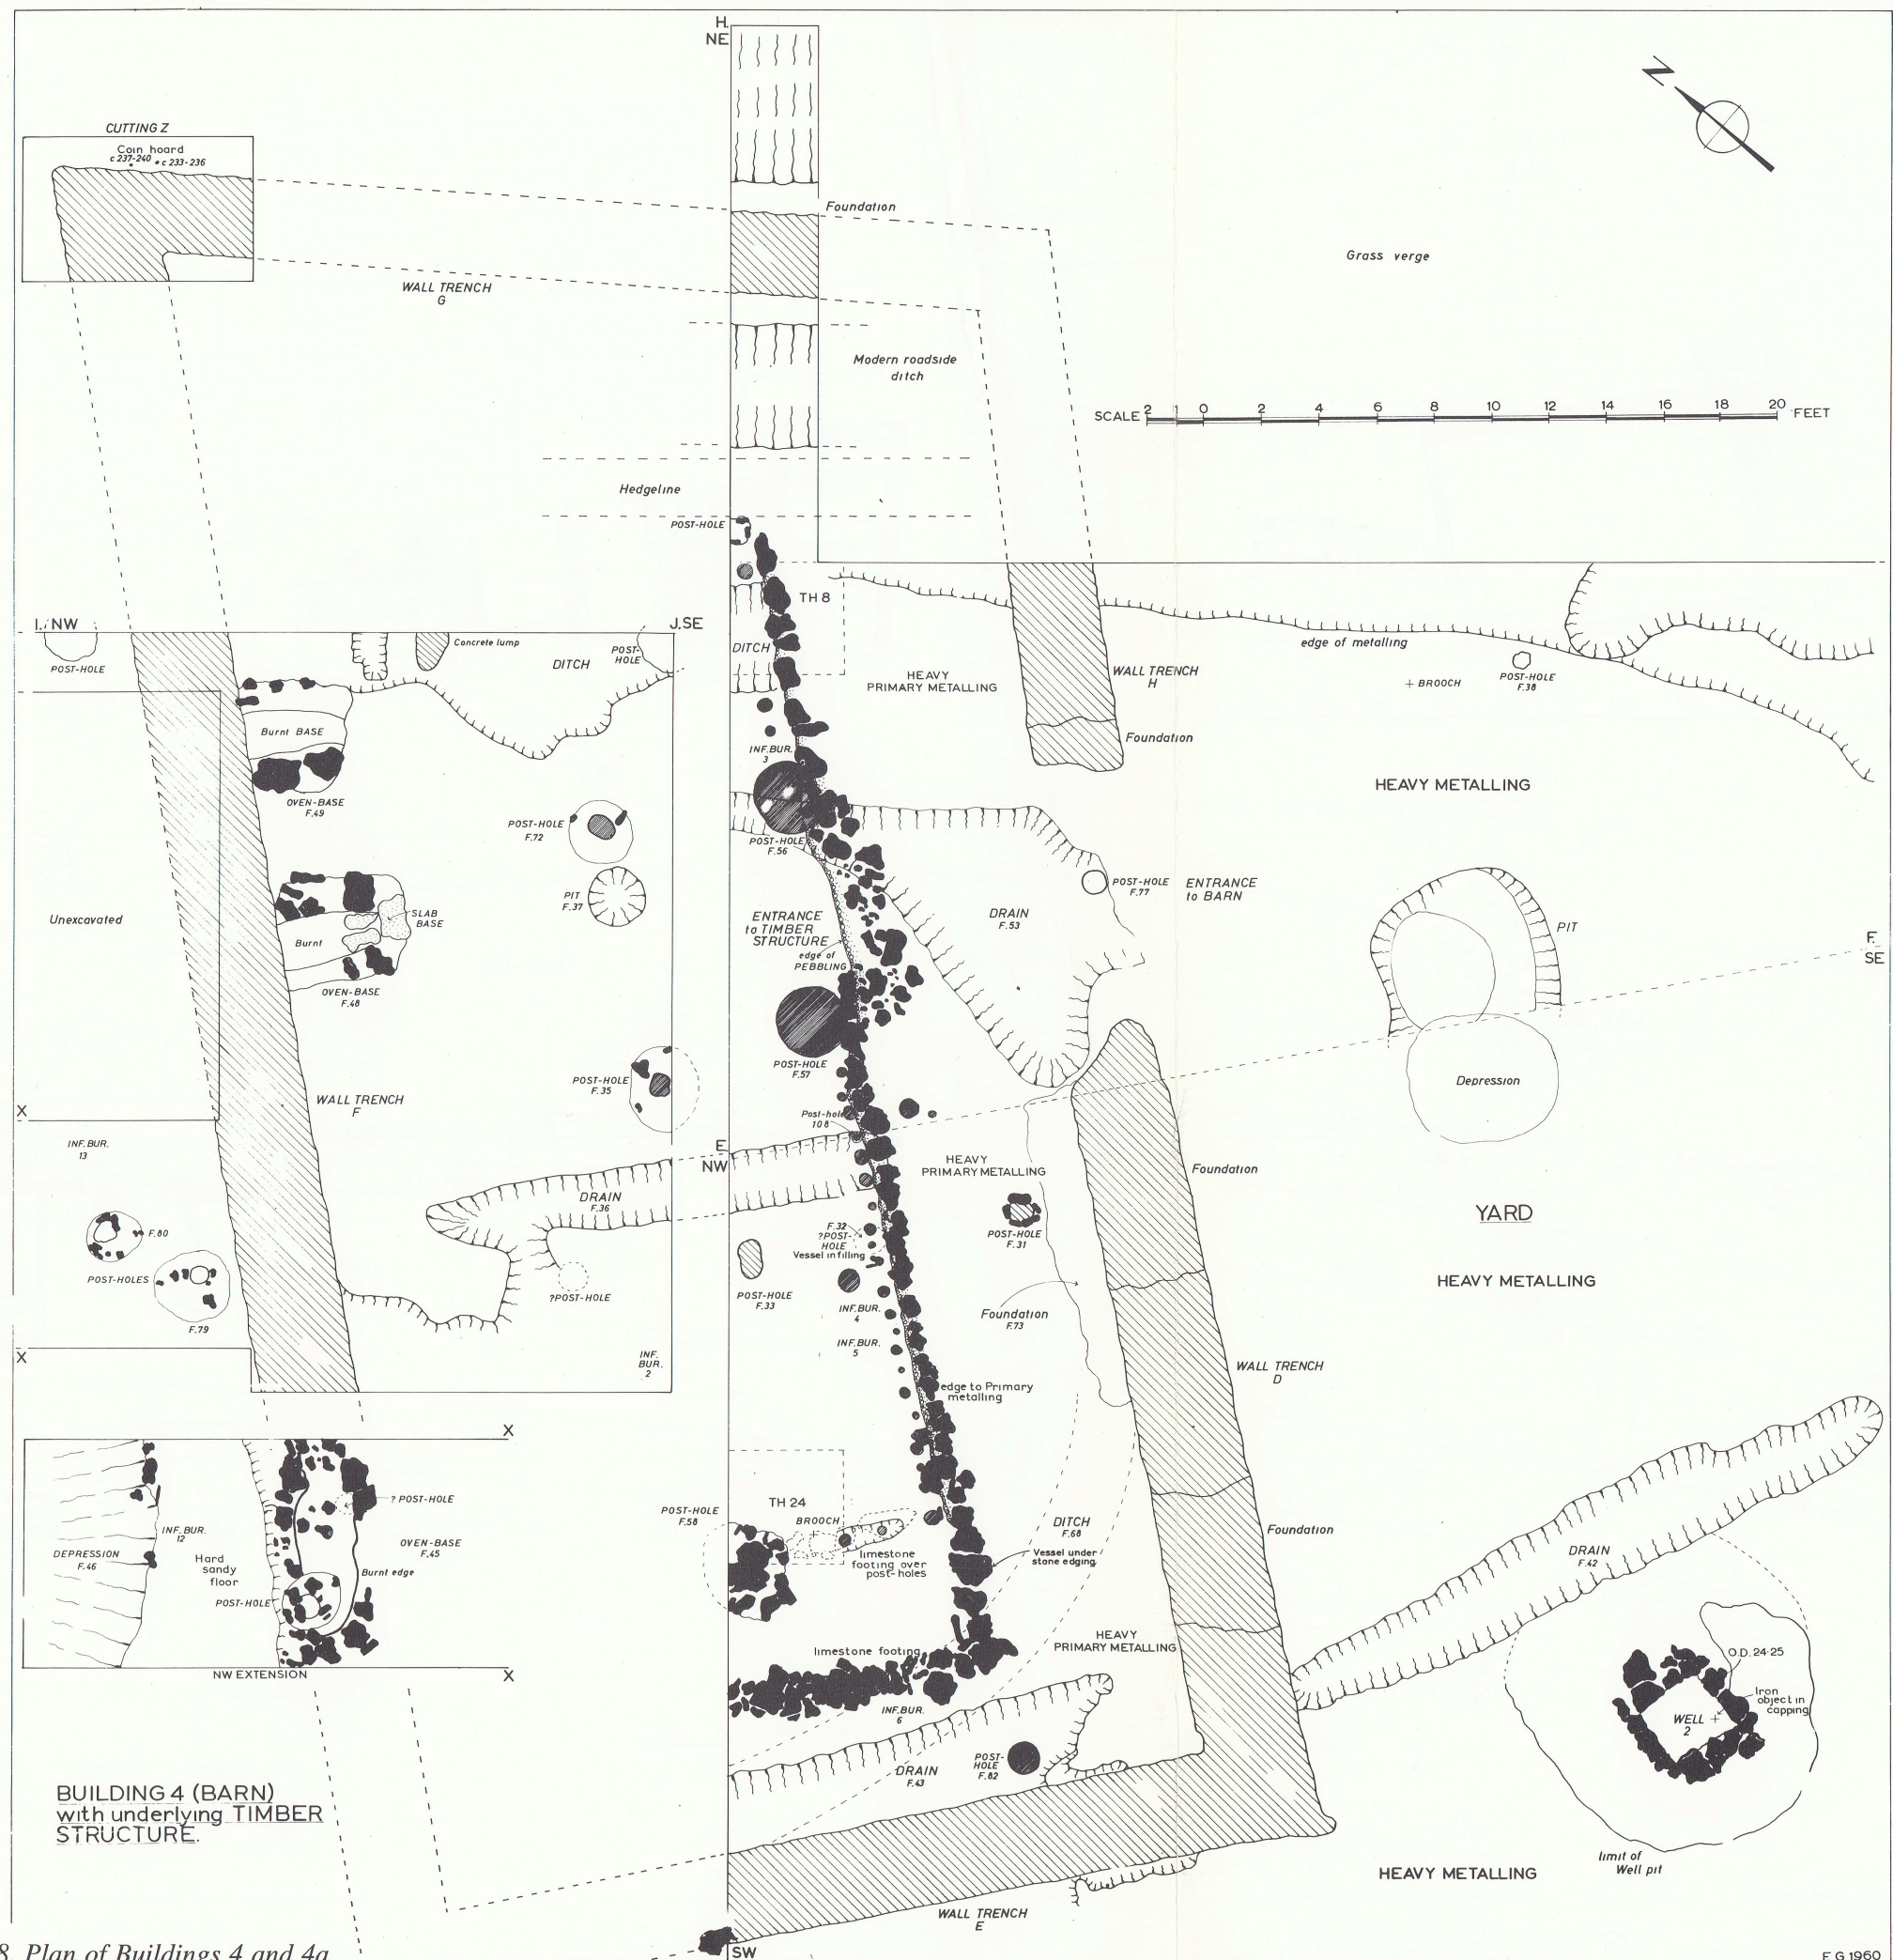 H.
NE
N
CUTTING Z
Coin hoard
c 237-240 • c 233-236
Foundation
Grass verge
WALL TRENCH
G
Modern roadside
ditch
SCALE 2 1 0 2 4 6 8 10 12 14 16 18 20 FEET
Hedgeline
POST-HOLE
TH 8
I. NW
J.SE
POST-HOLE
Concrete lump
DITCH
POST-
HOLE
DITCH
HEAVY
PRIMARY METALLING
WALL TRENCH
H
edge of metalling
+ BROOCH
POST-HOLE
F.38
Burnt BASE
Foundation
INF.BUR.
3
HEAVY METALLING
OVEN-BASE
F.49
POST-HOLE
F.72
POST-HOLE
F.56
PIT
F.37
POST-HOLE
F.77
ENTRANCE
to BARN
Unexcavated
SLAB
BASE
Burnt
ENTRANCE
to TIMBER
STRUCTURE
edge of
PEBBLING
DRAIN
F.53
PIT
F.
SE
OVEN-BASE
F.48
POST-HOLE
F.57
POST-HOLE
F.35
Depression
X
WALL TRENCH
F
Post-hole
108
INF.BUR.
13
E
NW
HEAVY
PRIMARY METALLING
Foundation
DRAIN
F.36
YARD
F.80
F.32
?POST-
HOLE
Vessel in filling
POST-HOLE
F.31
POST-HOLES
?POST-HOLE
POST-HOLE
F.33
HEAVY METALLING
F.79
INF.BUR.
4
Foundation
F.73
X
INF.
BUR.
2
INF.BUR.
5
WALL TRENCH
D
edge to Primary
metalling
X
? POST-HOLE
TH 24
POST-HOLE
F.58
BROOCH
DITCH
F.68
Foundation
INF. BUR.
12
DEPRESSION
F.46
Hard
sandy
floor
OVEN-BASE
F.45
Burnt edge
limestone
footing over
post-holes
Vessel under
stone edging
DRAIN
F.42
POST-HOLE
limestone footing
HEAVY
PRIMARY METALLING
O.D. 24·25
NW EXTENSION
X
Iron
object in
capping
WELL +
2
INF.BUR.
6
POST-
HOLE
F.82
DRAIN
F.43
BUILDING 4 (BARN)
with underlying TIMBER
STRUCTURE.
limit of
Well pit
HEAVY METALLING
WALL TRENCH
E
SW
8. Plan of Buildings 4 and 4a
F G 1960